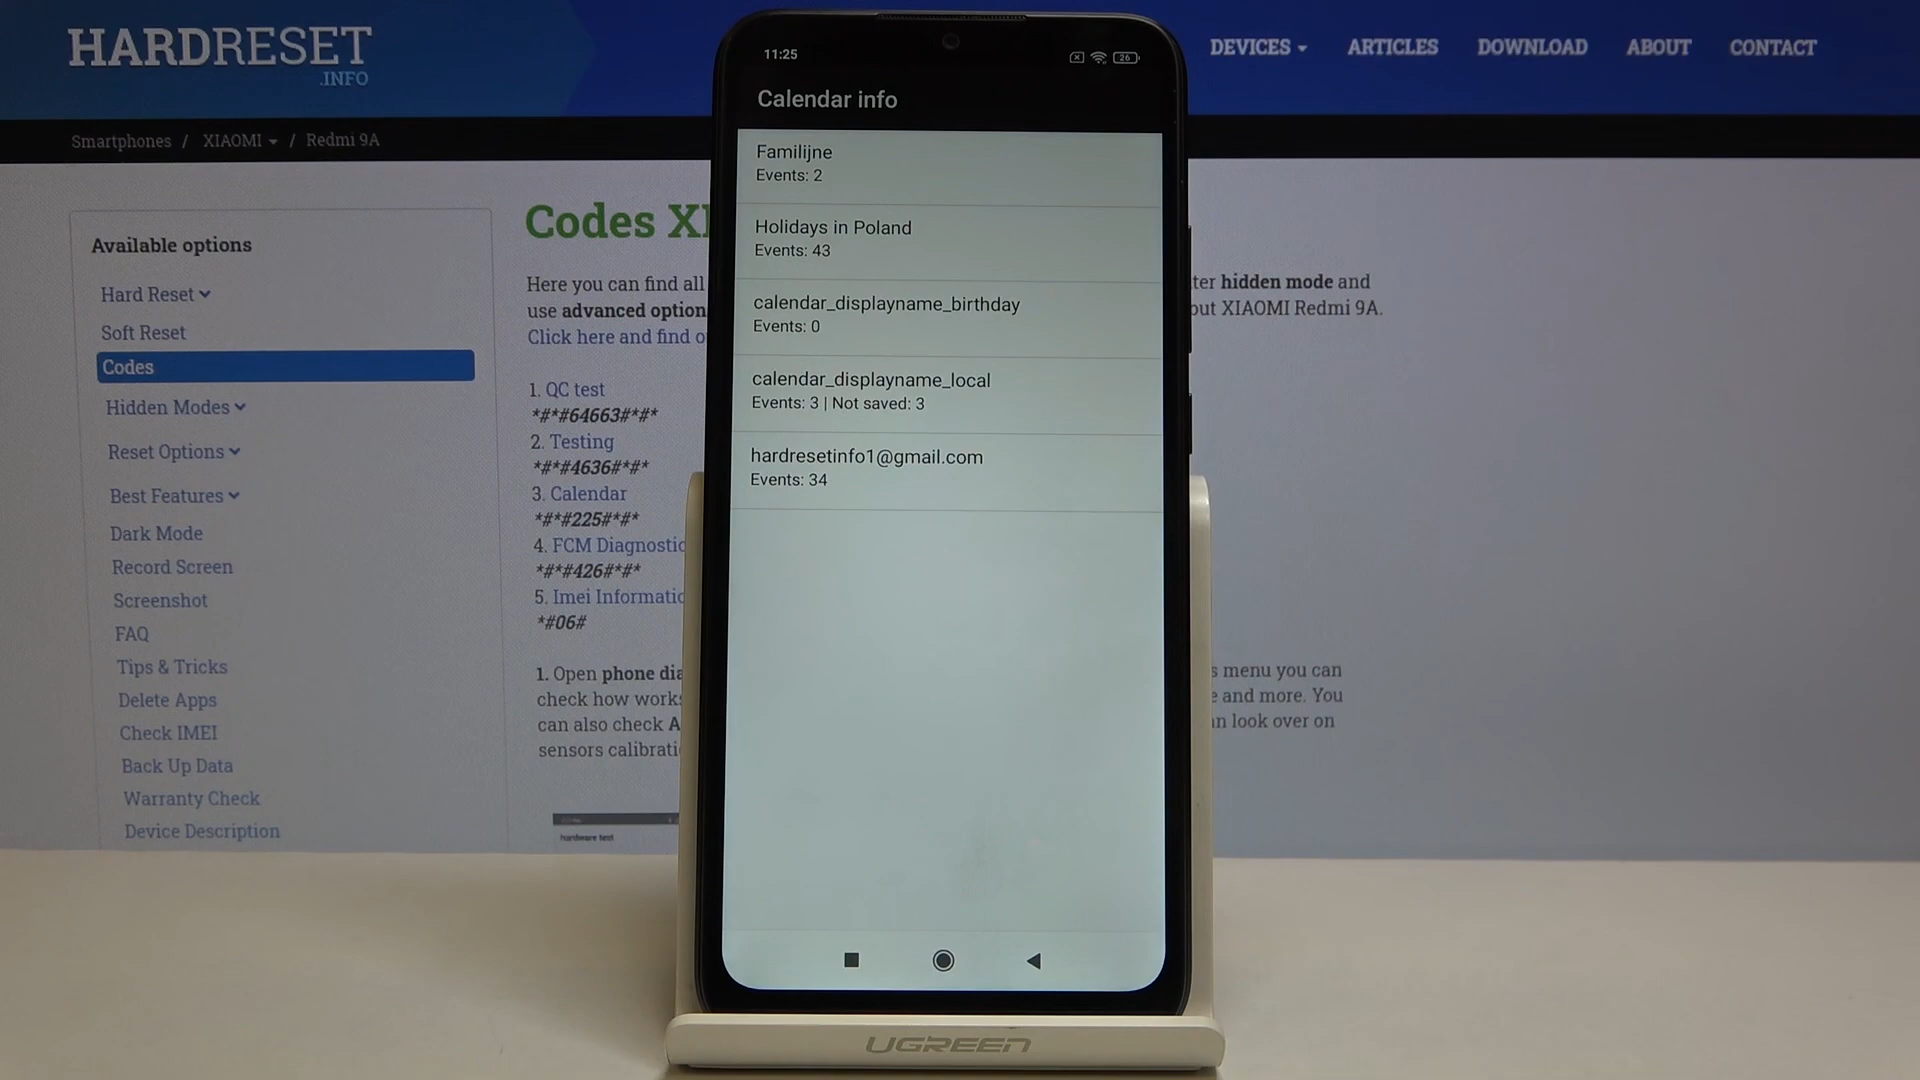 HARDRESET
.INFO
DEVICES
ARTICLES
DOWNLOAD
ABOUT
CONTACT
Smartphones / XIAOMI / Redmi 9A
Available options
Hard Reset
Soft Reset
Codes
Hidden Modes
Reset Options
Best Features
Dark Mode
Record Screen
Screenshot
FAQ
Tips & Tricks
Delete Apps
Check IMEI
Back Up Data
Warranty Check
Device Description
Codes XI
Here you can find all
use advanced option
Click here and find o
hidden mode and
out XIAOMI Redmi 9A.
1. QC test
*#*#64663#*#*
2. Testing
*#*#4636#*#*
3. Calendar
*#*#225#*#*
4. FCM Diagnostic
*#*#426#*#*
5. Imei Informatic
*#06#
1. Open phone dia
check how works
can also check A
sensors calibrati
s menu you can
e and more. You
n look over on
hardware test
11:25
26
Calendar info
Familijne
Events: 2
Holidays in Poland
Events: 43
calendar_displayname_birthday
Events: 0
calendar_displayname_local
Events: 3 | Not saved: 3
hardresetinfo1@gmail.com
Events: 34
UGREEN